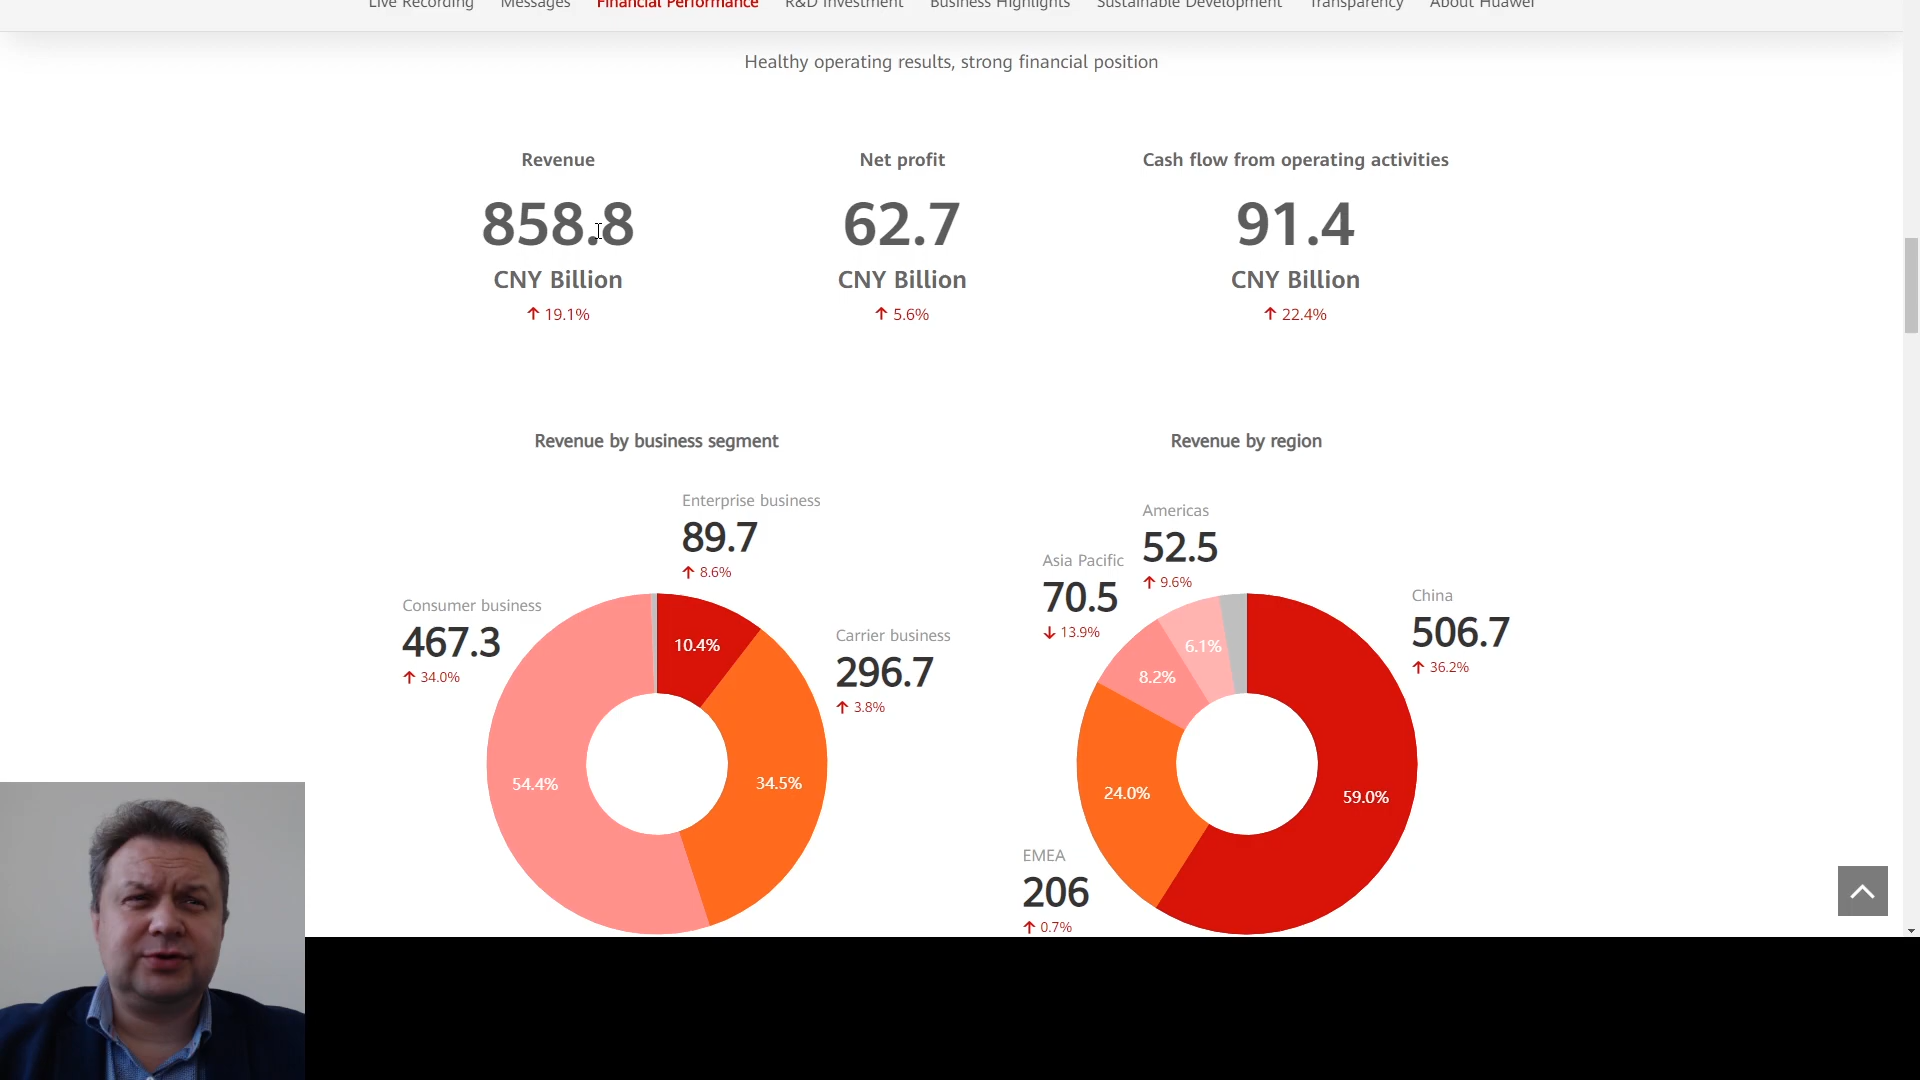 Live Recording Messages Financial Performance R&D Investment Business Highlights Sustainable Development Transparency About Huawei
Healthy operating results, strong financial position
Revenue
858.8
CNY Billion
↑ 19.1%
Net profit
62.7
CNY Billion
↑ 5.6%
Cash flow from operating activities
91.4
CNY Billion
↑ 22.4%
Revenue by business segment
Enterprise business
89.7
↑ 8.6%
Consumer business
467.3
↑ 34.0%
Carrier business
296.7
↑ 3.8%
10.4%
54.4%
34.5%
Revenue by region
Americas
52.5
↑ 9.6%
Asia Pacific
70.5
↓ 13.9%
China
506.7
↑ 36.2%
6.1%
8.2%
24.0%
59.0%
EMEA
206
↑ 0.7%